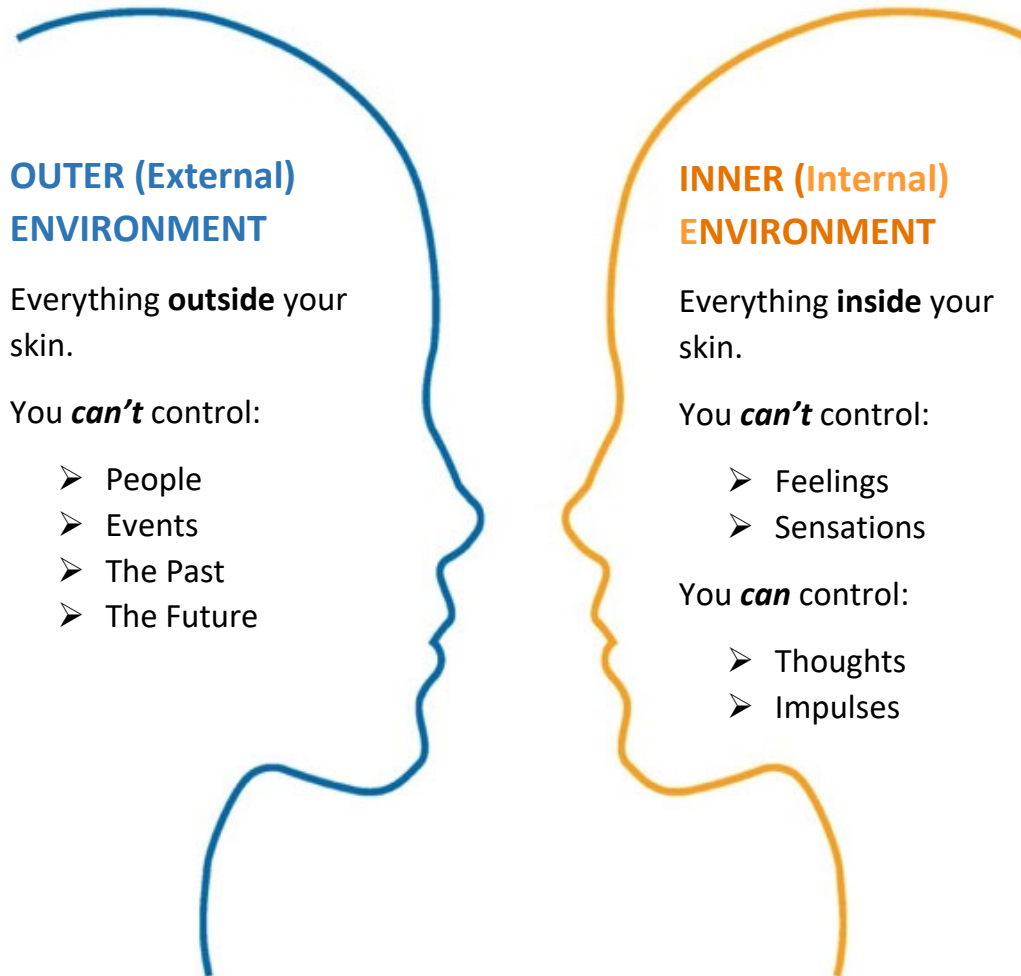 OUTER (External)
ENVIRONMENT
Everything outside your
skin.
You can’t control:
➢ People
➢ Events
➢ The Past
➢ The Future
INNER (Internal)
ENVIRONMENT
Everything inside your
skin.
You can’t control:
➢ Feelings
➢ Sensations
You can control:
➢ Thoughts
➢ Impulses